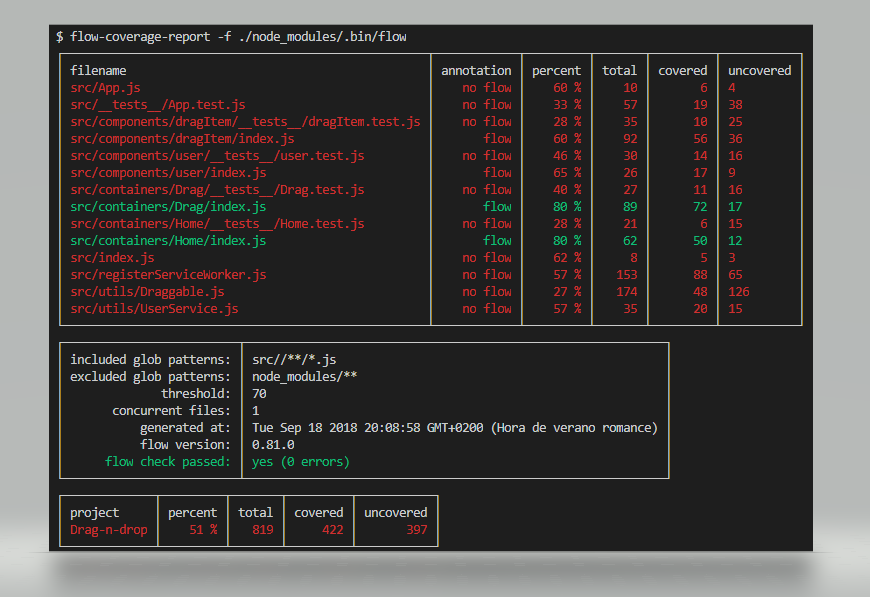 $ flow-coverage-report -f ./node_modules/.bin/flow
filename annotation percent total covered uncovered
src/App.js no flow 60 % 10 6 4
src/__tests__/App.test.js no flow 33 % 57 19 38
src/components/dragItem/__tests__/dragItem.test.js no flow 28 % 35 10 25
src/components/dragItem/index.js flow 60 % 92 56 36
src/components/user/__tests__/user.test.js no flow 46 % 30 14 16
src/components/user/index.js flow 65 % 26 17 9
src/containers/Drag/__tests__/Drag.test.js no flow 40 % 27 11 16
src/containers/Drag/index.js flow 80 % 89 72 17
src/containers/Home/__tests__/Home.test.js no flow 28 % 21 6 15
src/containers/Home/index.js flow 80 % 62 50 12
src/index.js no flow 62 % 8 5 3
src/registerServiceWorker.js no flow 57 % 153 88 65
src/utils/Draggable.js no flow 27 % 174 48 126
src/utils/UserService.js no flow 57 % 35 20 15
included glob patterns: src//**/*.js
excluded glob patterns: node_modules/**
threshold: 70
concurrent files: 1
generated at: Tue Sep 18 2018 20:08:58 GMT+0200 (Hora de verano romance)
flow version: 0.81.0
flow check passed: yes (0 errors)
project percent total covered uncovered
Drag-n-drop 51 % 819 422 397